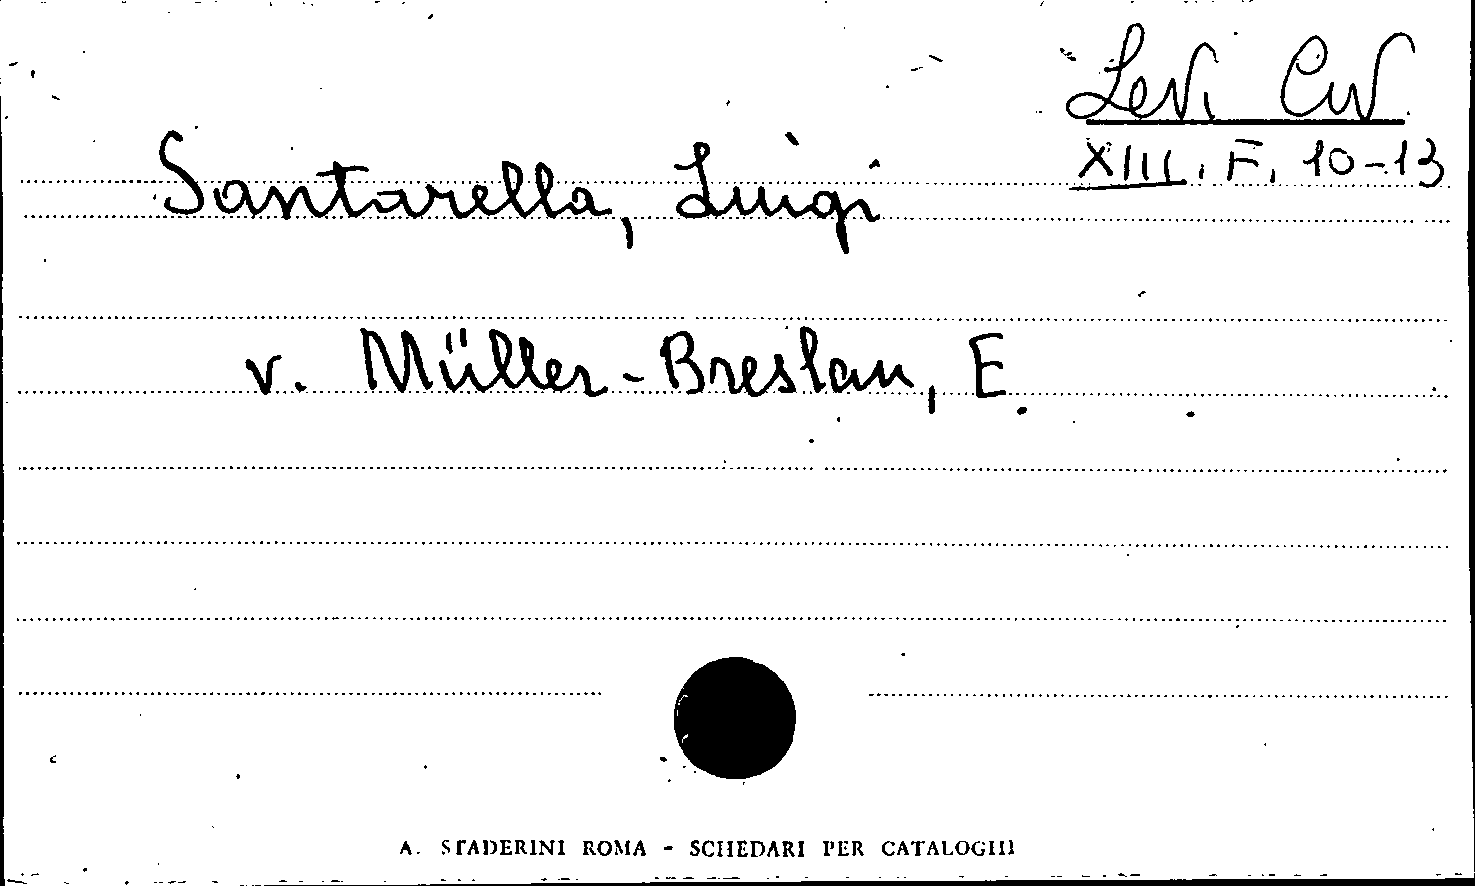 Levi Civ
XIII. F. 10-13
Santarella, Luigi
v. Müller-Breslau, E.
A. STADERINI ROMA - SCHEDARI PER CATALOGHI